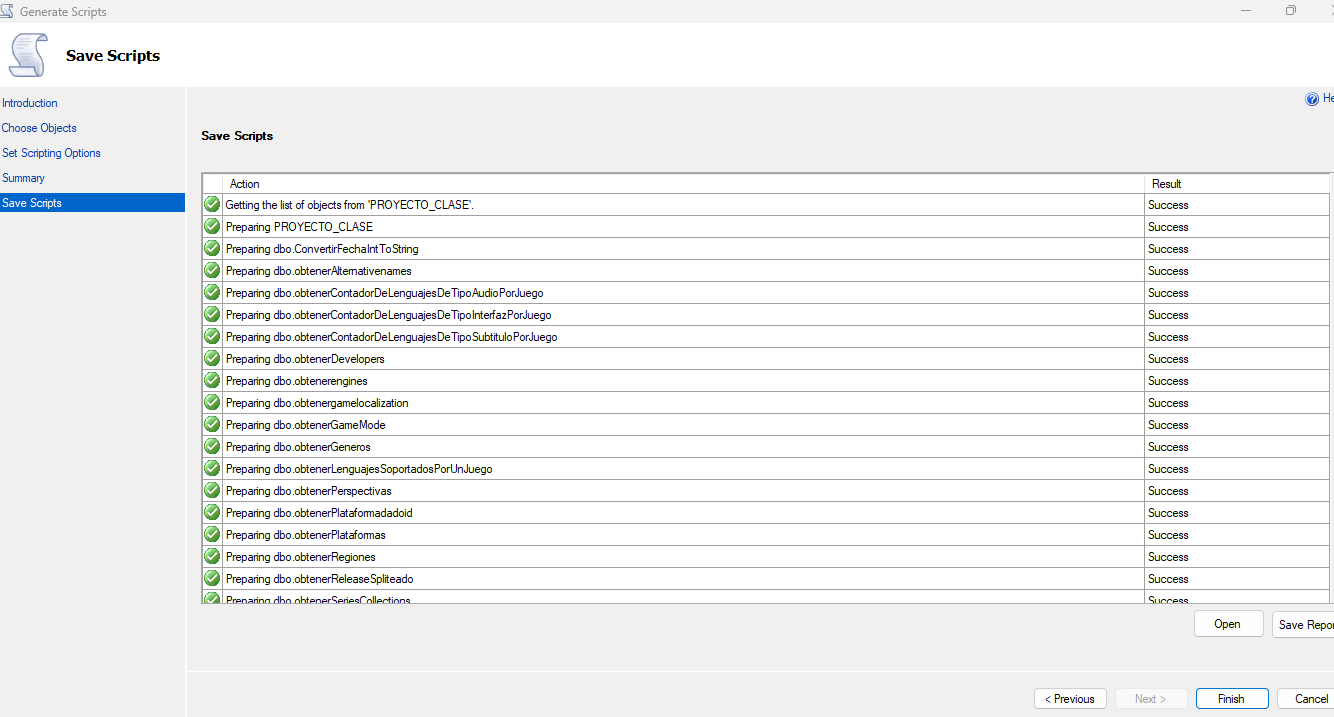 Generate Scripts
Save Scripts
Introduction
Choose Objects
Set Scripting Options
Summary
Save Scripts
He
Save Scripts
Action Result
Getting the list of objects from 'PROYECTO_CLASE'. Success
Preparing PROYECTO_CLASE Success
Preparing dbo.ConvertirFechaIntToString Success
Preparing dbo.obtenerAlternativenames Success
Preparing dbo.obtenerContadorDeLenguajesDeTipoAudioPorJuego Success
Preparing dbo.obtenerContadorDeLenguajesDeTipoInterfazPorJuego Success
Preparing dbo.obtenerContadorDeLenguajesDeTipoSubtituloPorJuego Success
Preparing dbo.obtenerDevelopers Success
Preparing dbo.obtenerengines Success
Preparing dbo.obtenergamelocalization Success
Preparing dbo.obtenerGameMode Success
Preparing dbo.obtenerGeneros Success
Preparing dbo.obtenerLenguajesSoportadosPorUnJuego Success
Preparing dbo.obtenerPerspectivas Success
Preparing dbo.obtenerPlataformadadoid Success
Preparing dbo.obtenerPlataformas Success
Preparing dbo.obtenerRegiones Success
Preparing dbo.obtenerReleaseSpliteado Success
Preparing dbo.obtenerSeriesCollections Success
Open Save Repor
< Previous Next > Finish Cancel